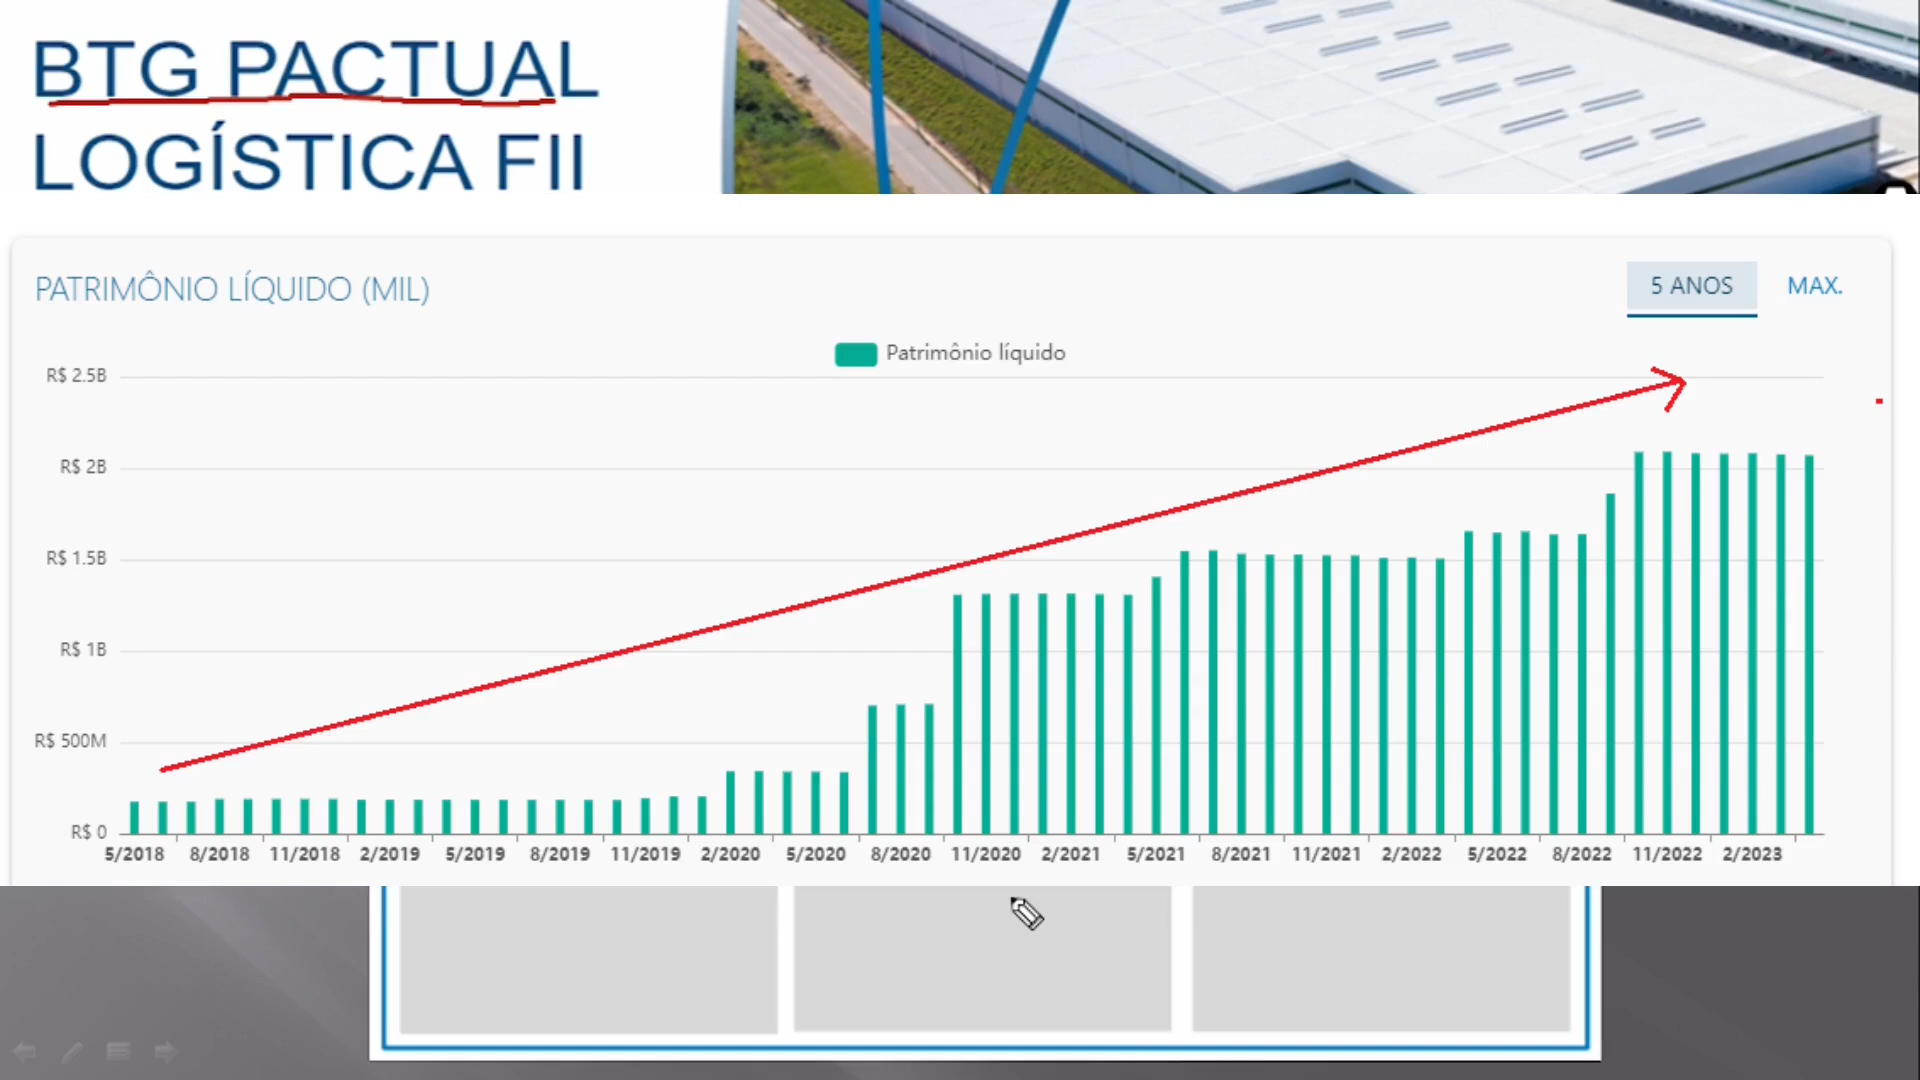 BTG PACTUAL
LOGÍSTICA FII
PATRIMÔNIO LÍQUIDO (MIL)
5 ANOS MAX.
Patrimônio líquido
R$ 2.5B
R$ 2B
R$ 1.5B
R$ 1B
R$ 500M
R$ 0
5/2018 8/2018 11/2018 2/2019 5/2019 8/2019 11/2019 2/2020 5/2020 8/2020 11/2020 2/2021 5/2021 8/2021 11/2021 2/2022 5/2022 8/2022 11/2022 2/2023